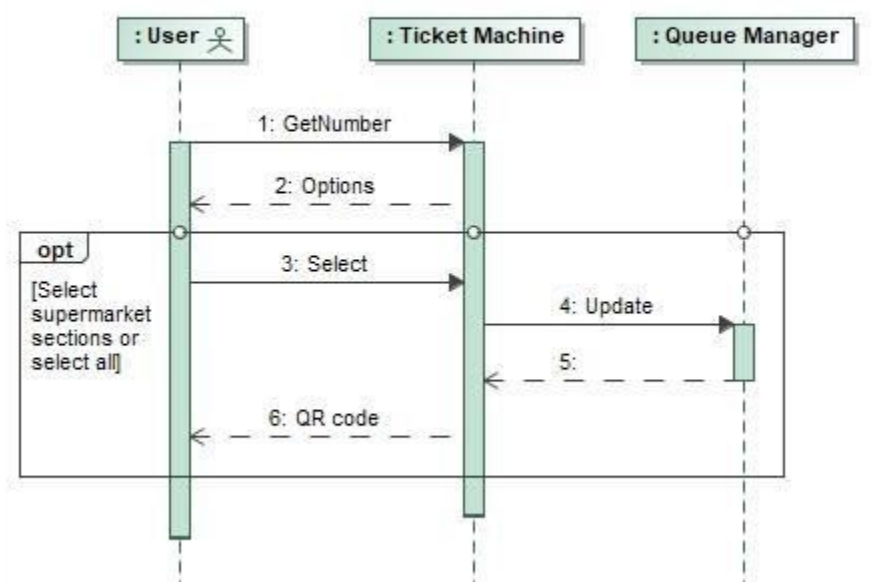 : User
: Ticket Machine
: Queue Manager
1: GetNumber
2: Options
opt
3: Select
[Select
supermarket
sections or
select all]
4: Update
5:
6: QR code